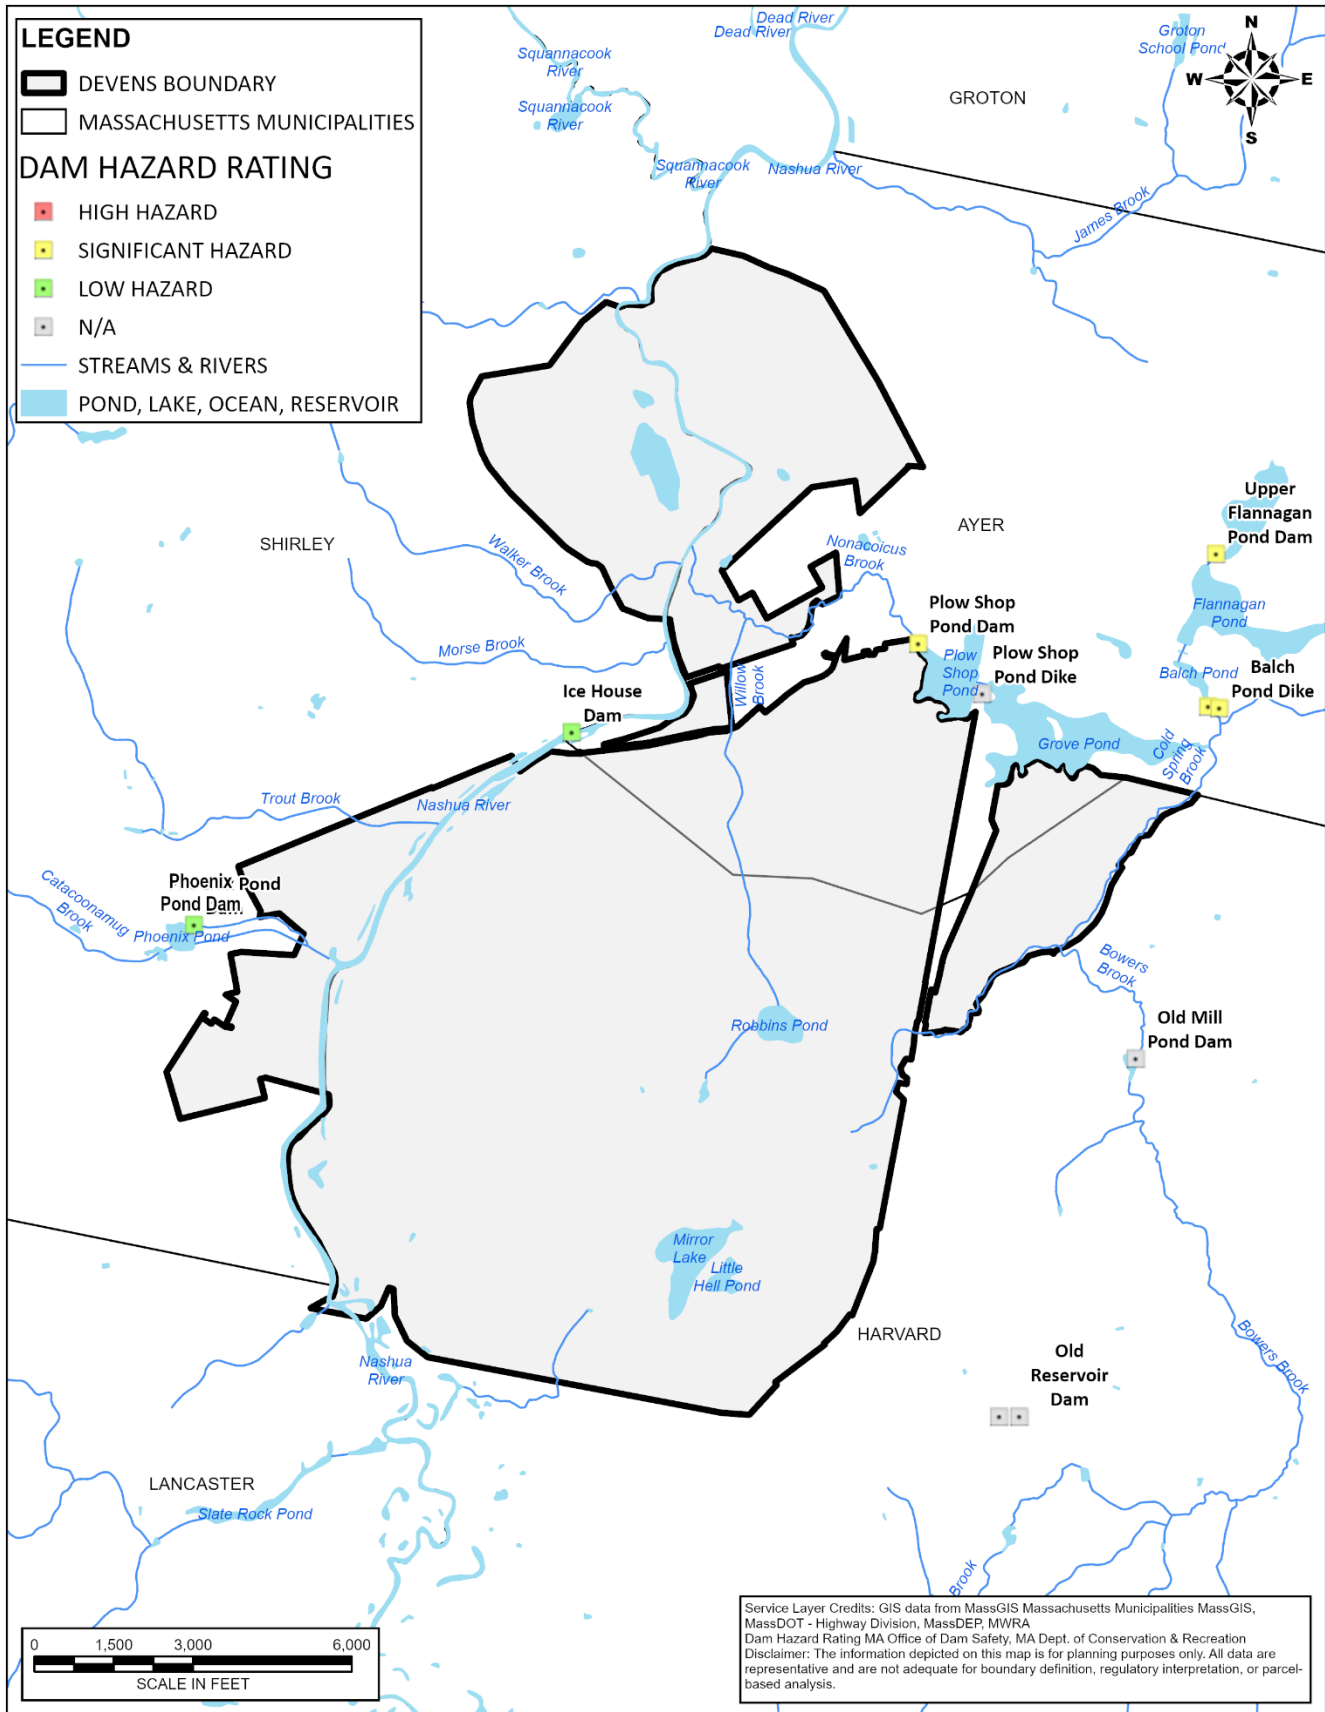 LEGEND
DEVENS BOUNDARY
MASSACHUSETTS MUNICIPALITIES
DAM HAZARD RATING
HIGH HAZARD
SIGNIFICANT HAZARD
LOW HAZARD
N/A
STREAMS & RIVERS
POND, LAKE, OCEAN, RESERVOIR
Dead River
Dead River
Squannacook
River
Squannacook
River
Squannacook
River
Nashua River
GROTON
Groton
School Pond
N
W
E
S
James Brook
SHIRLEY
Walker Brook
Morse Brook
Nonacoicus
Brook
AYER
Upper
Flannagan
Pond Dam
Flannagan
Pond
Plow Shop
Pond Dam
Plow
Shop
Pond
Plow Shop
Pond Dike
Balch Pond
Balch
Pond Dike
Willow
Brook
Ice House
Dam
Grove Pond
Cold
Spring
Brook
Trout Brook
Nashua River
Catacoonamug
Brook
Phoenix Pond
Pond Dam
Phoenix Pond
Bowers
Brook
Robbins Pond
Old Mill
Pond Dam
Mirror
Lake
Little
Hell Pond
HARVARD
Old
Reservoir
Dam
Bowers Brook
Nashua
River
LANCASTER
Slate Rock Pond
Brook
0 1,500 3,000 6,000
SCALE IN FEET
Service Layer Credits: GIS data from MassGIS Massachusetts Municipalities MassGIS,
MassDOT - Highway Division, MassDEP, MWRA
Dam Hazard Rating MA Office of Dam Safety, MA Dept. of Conservation & Recreation
Disclaimer: The information depicted on this map is for planning purposes only. All data are
representative and are not adequate for boundary definition, regulatory interpretation, or parcel-
based analysis.